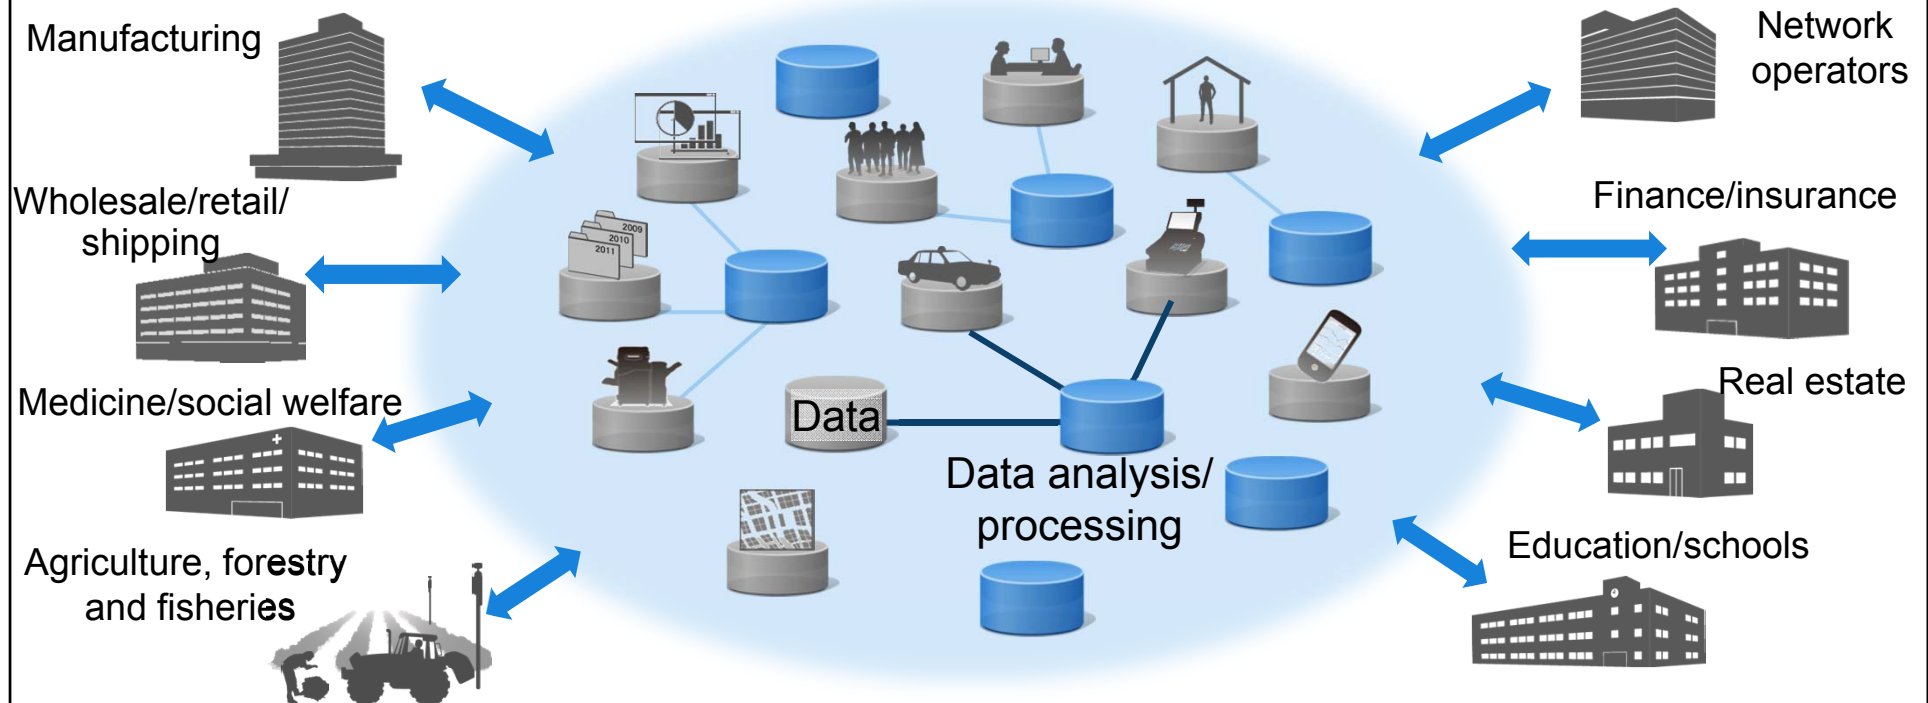 Manufacturing
Wholesale/retail/
shipping
Medicine/social welfare
Agriculture, forestry
and fisheries
2009
2010
2011
Data
Data analysis/
processing
Network
operators
Finance/insurance
Real estate
Education/schools